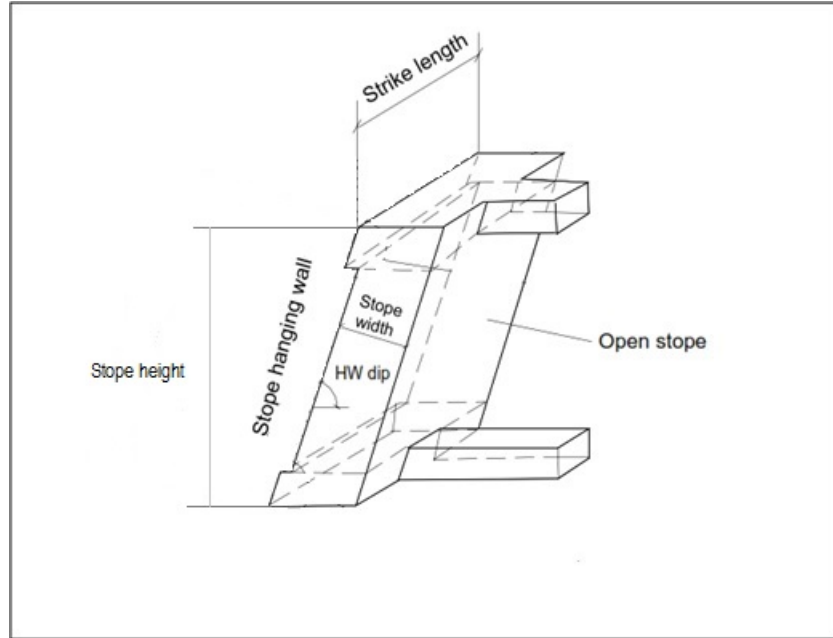 Strike length
Stope hanging wall
Stope
width
HW dip
Stope height
Open stope